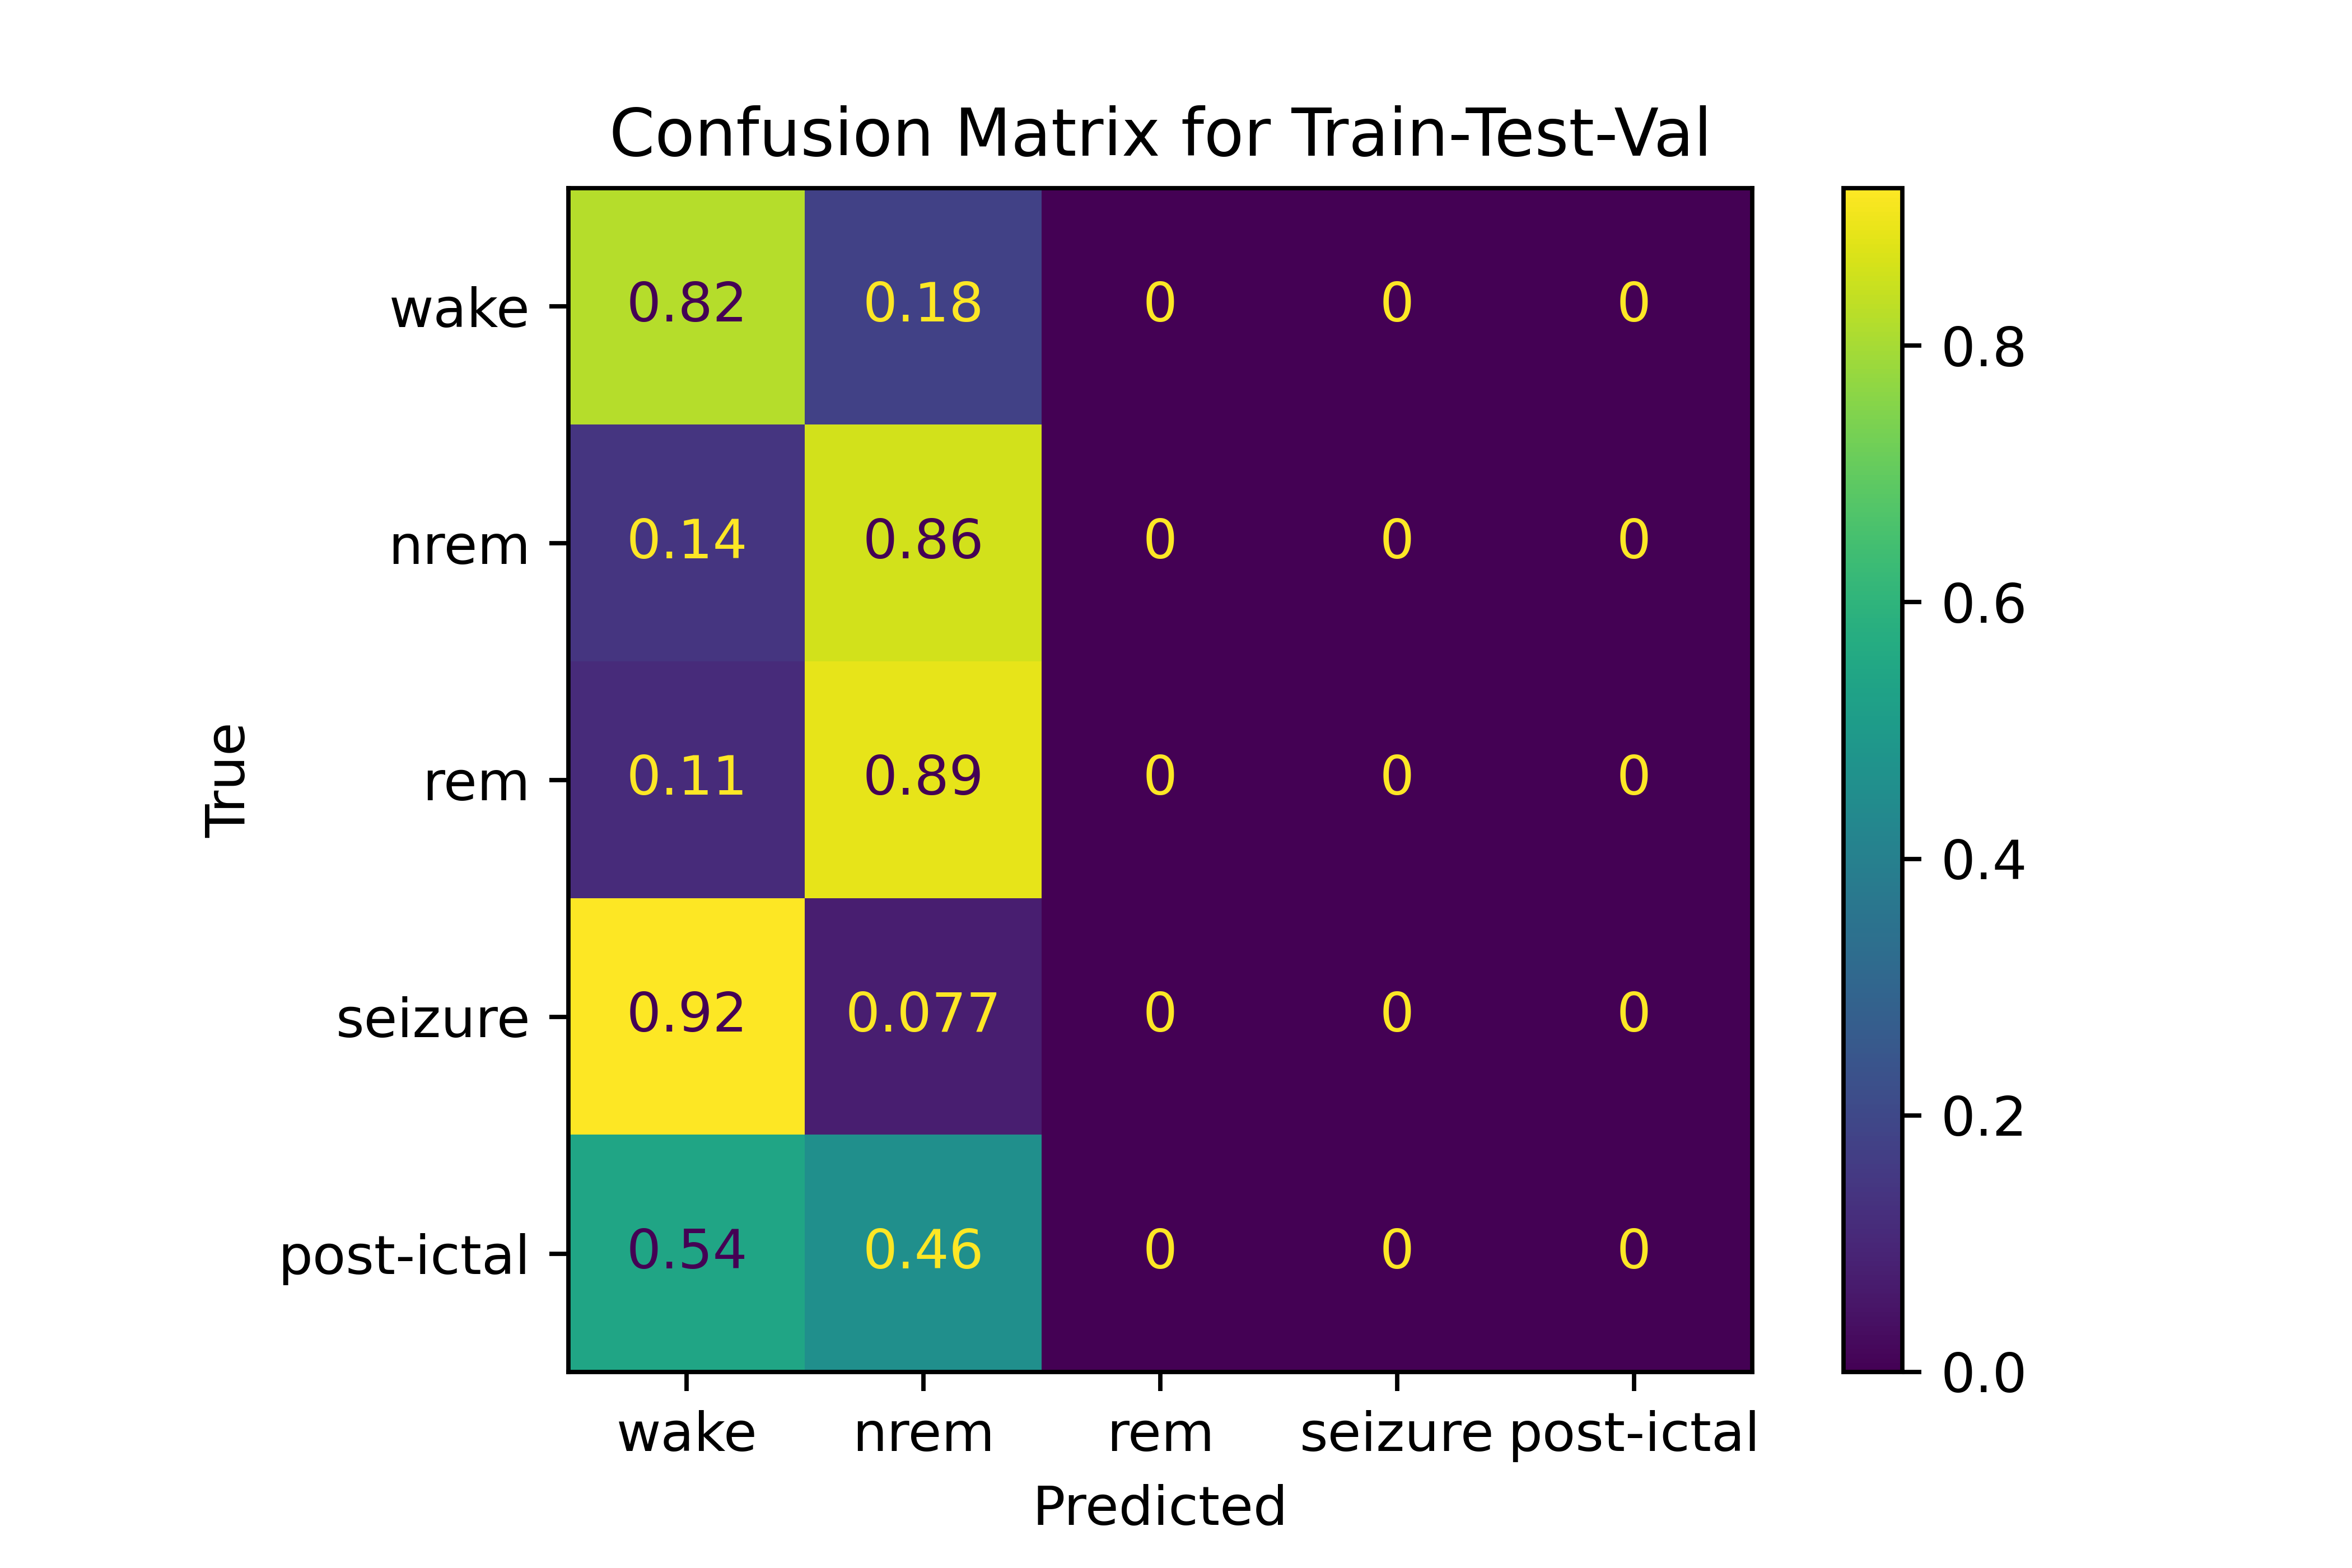 Confusion Matrix for Train-Test-Val
wake 0.82 0.18 0 0 0
nrem 0.14 0.86 0 0 0
rem 0.11 0.89 0 0 0
seizure 0.92 0.077 0 0 0
post-ictal 0.54 0.46 0 0 0
wake nrem rem seizure post-ictal
Predicted
True
0.8
0.6
0.4
0.2
0.0